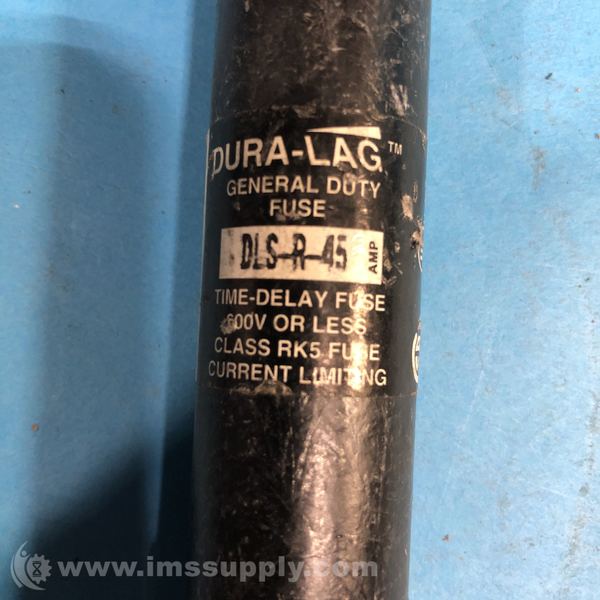 DURA-LAG™
GENERAL DUTY
FUSE
DLS-R-45 AMP
TIME-DELAY FUSE
600V OR LESS
CLASS RK5 FUSE
CURRENT LIMITING
www.imssupply.com